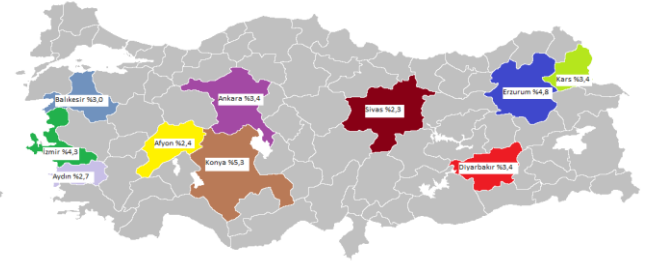 Kars %3,4
Erzurum %4,8
Balıkesir %3,0
Ankara %3,4
Sivas %2,3
Afyon %2,4
İzmir %4,3
Konya %5,3
Diyarbakır %3,4
Aydın %2,7